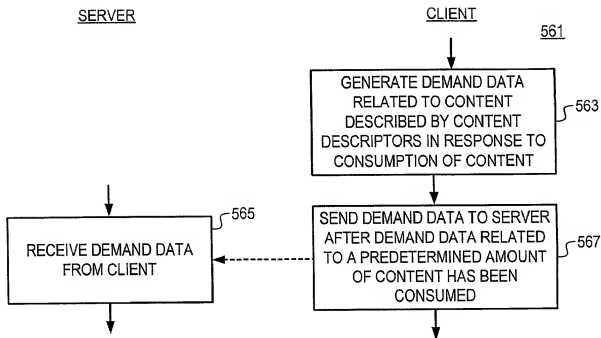 SERVER
CLIENT
561
GENERATE DEMAND DATA
RELATED TO CONTENT
DESCRIBED BY CONTENT
DESCRIPTORS IN RESPONSE TO
CONSUMPTION OF CONTENT
563
565
RECEIVE DEMAND DATA
FROM CLIENT
SEND DEMAND DATA TO SERVER
AFTER DEMAND DATA RELATED
TO A PREDETERMINED AMOUNT
OF CONTENT HAS BEEN
CONSUMED
567